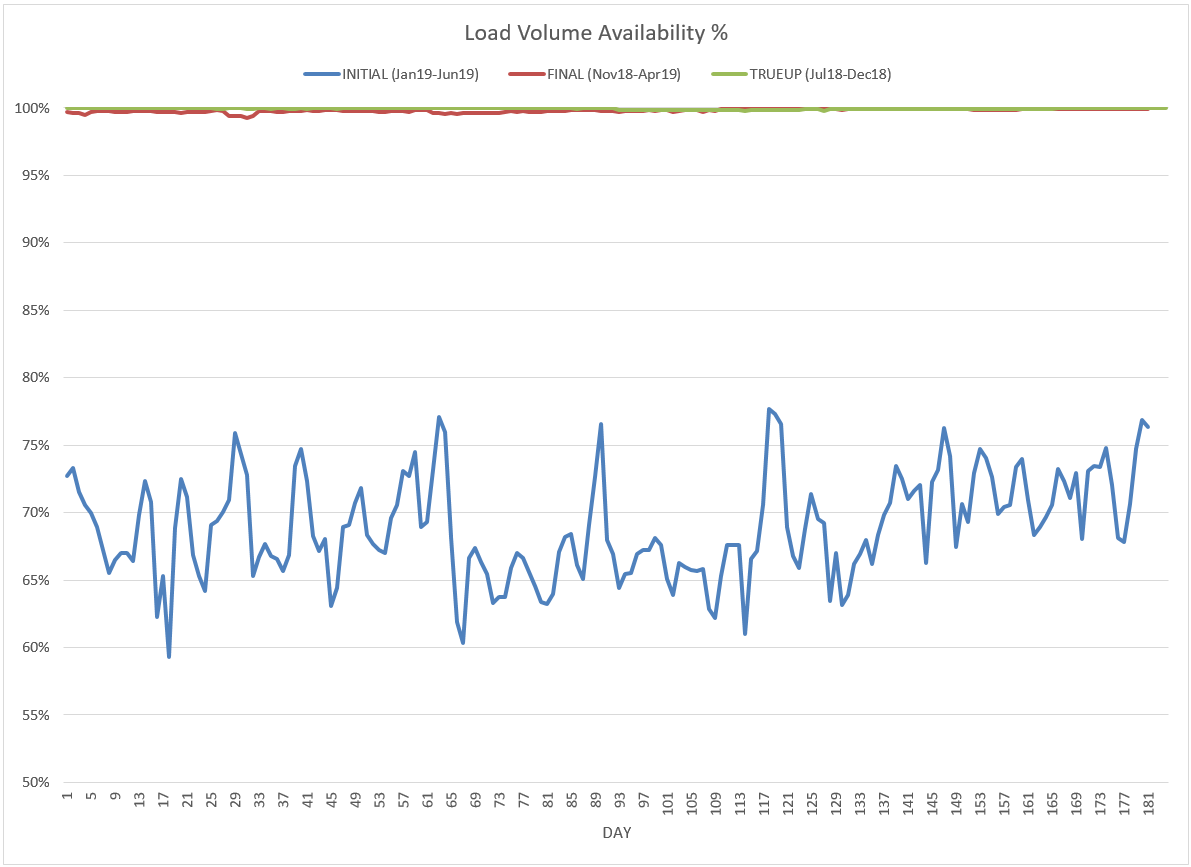 Load Volume Availability %
INITIAL (Jan19-Jun19) FINAL (Nov18-Apr19) TRUEUP (Jul18-Dec18)
100%
95%
90%
85%
80%
75%
70%
65%
60%
55%
50%
1 5 9 13 17 21 25 29 33 37 41 45 49 53 57 61 65 69 73 77 81 85 89 93 97 101 105 109 113 117 121 125 129 133 137 141 145 149 153 157 161 165 169 173 177 181
DAY